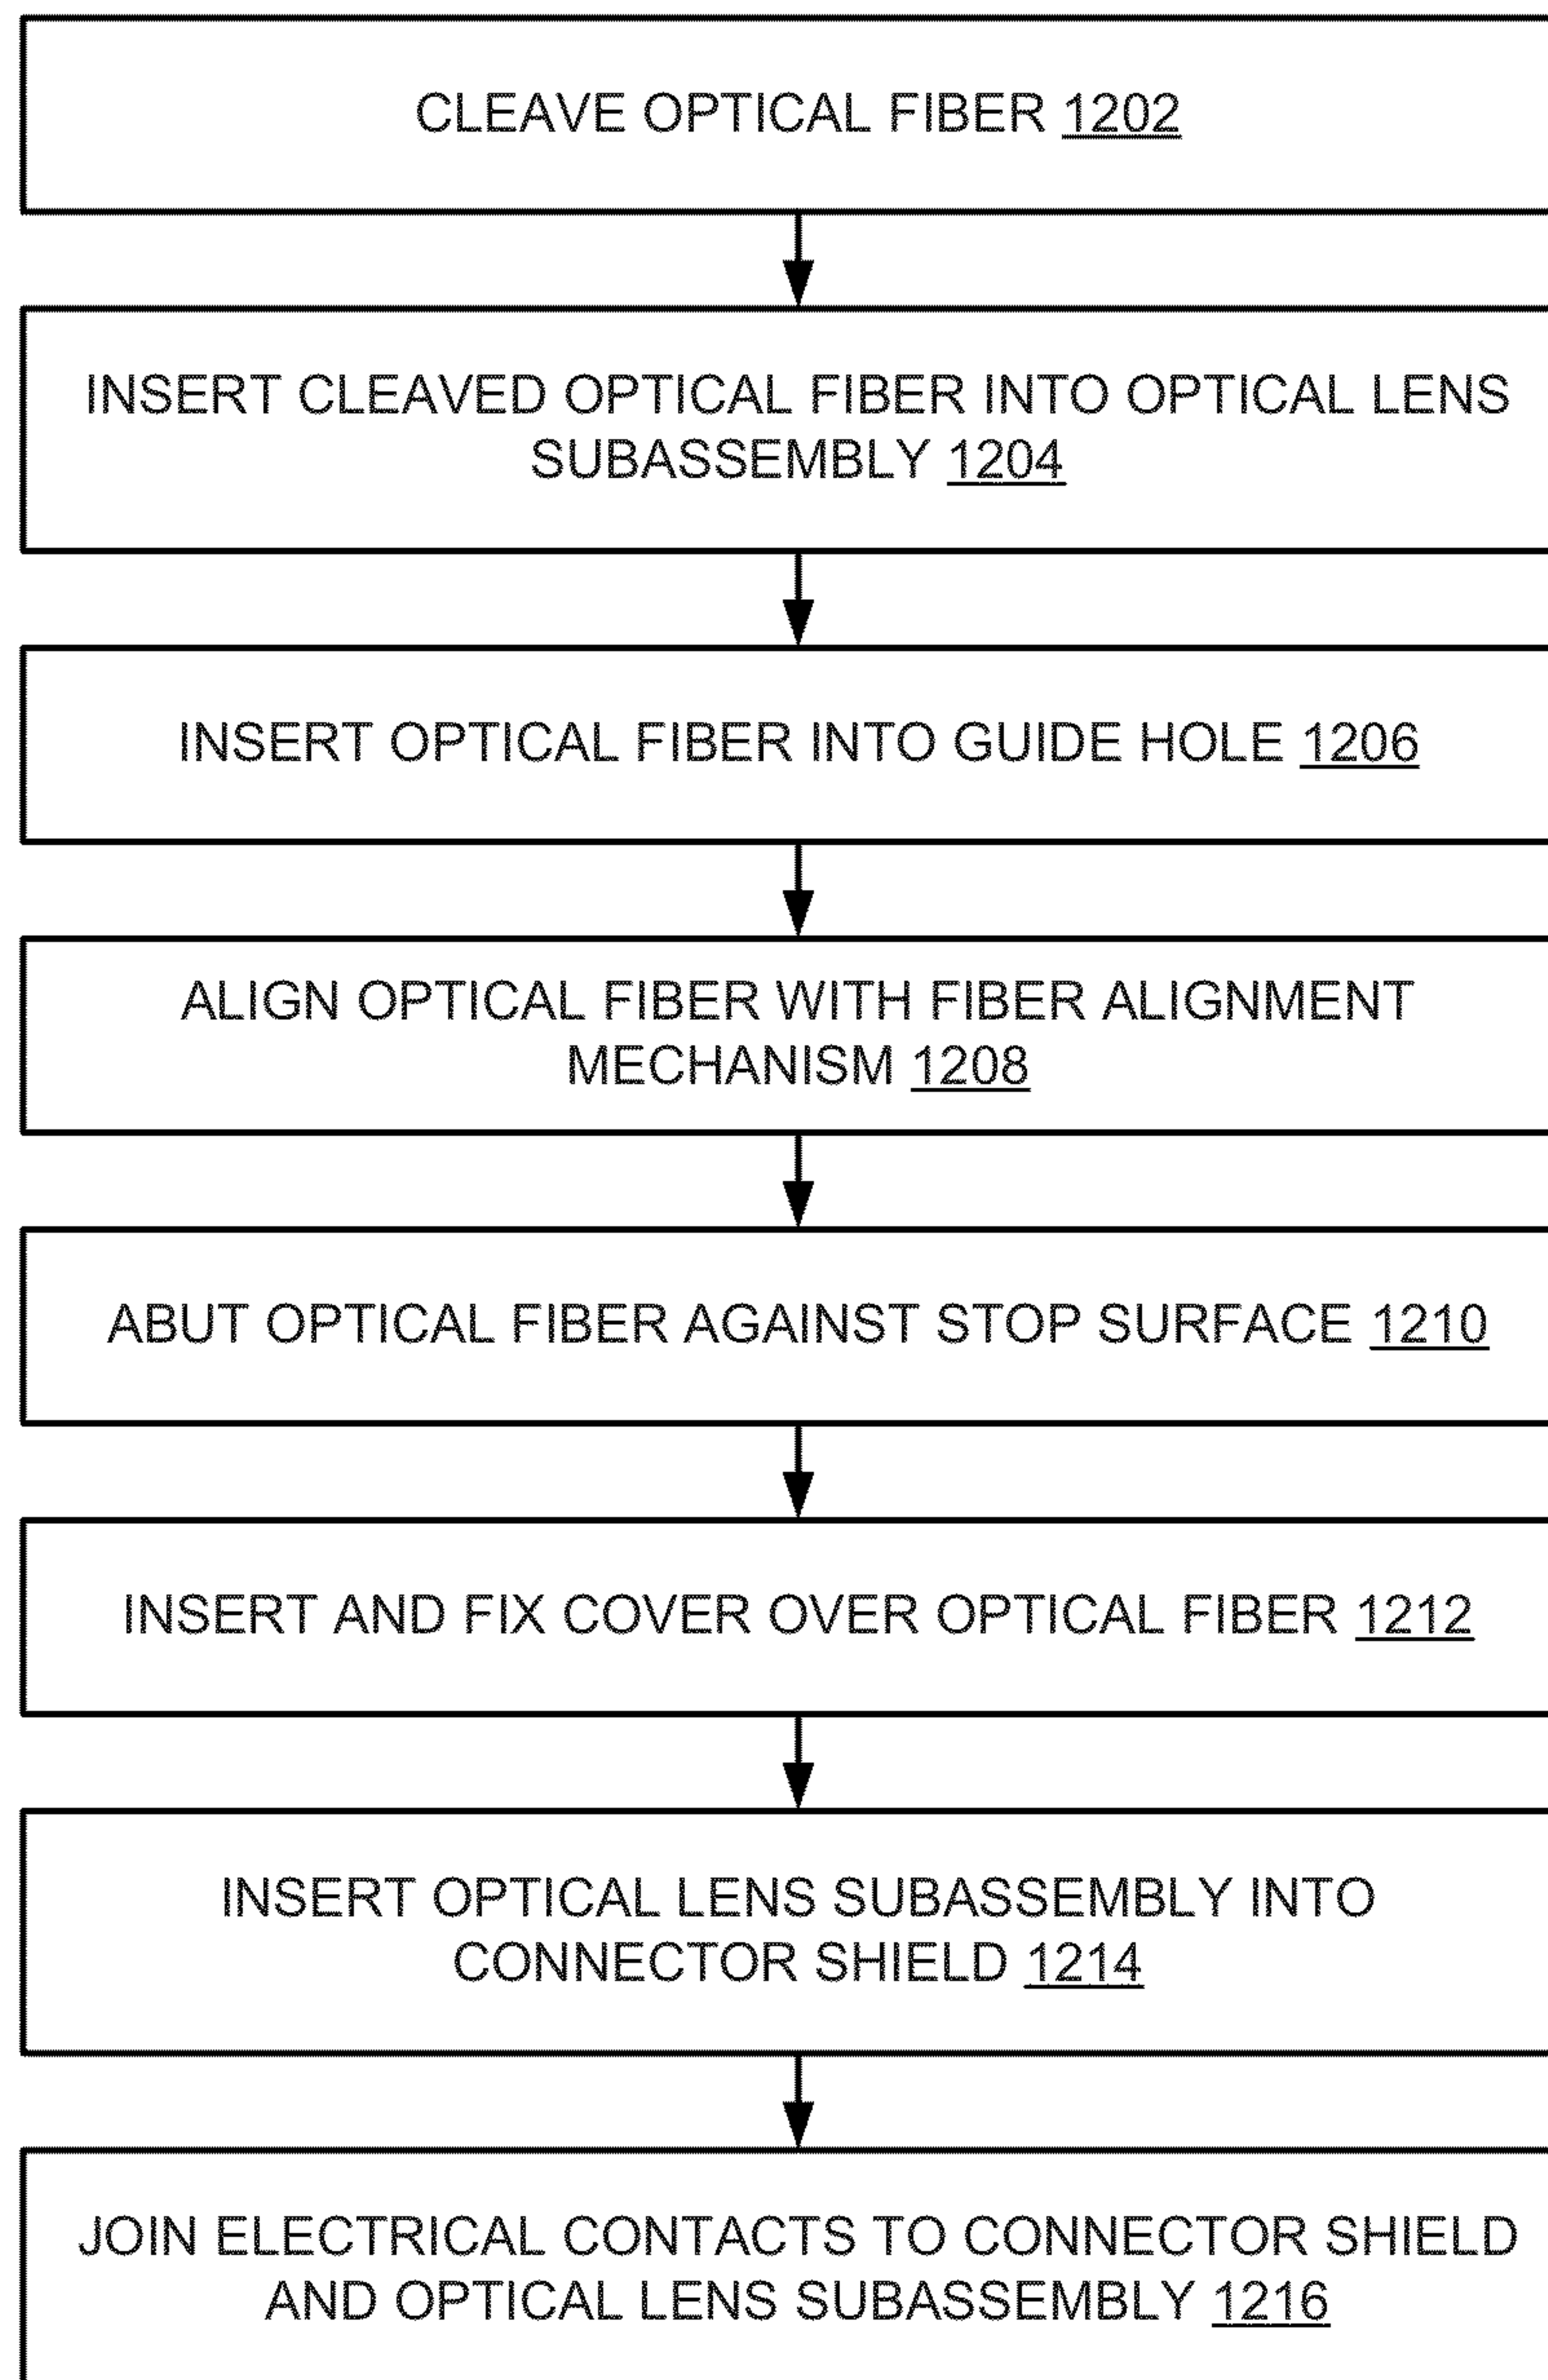 CLEAVE OPTICAL FIBER 1202
INSERT CLEAVED OPTICAL FIBER INTO OPTICAL LENS
SUBASSEMBLY 1204
INSERT OPTICAL FIBER INTO GUIDE HOLE 1206
ALIGN OPTICAL FIBER WITH FIBER ALIGNMENT
MECHANISM 1208
ABUT OPTICAL FIBER AGAINST STOP SURFACE 1210
INSERT AND FIX COVER OVER OPTICAL FIBER 1212
INSERT OPTICAL LENS SUBASSEMBLY INTO
CONNECTOR SHIELD 1214
JOIN ELECTRICAL CONTACTS TO CONNECTOR SHIELD
AND OPTICAL LENS SUBASSEMBLY 1216